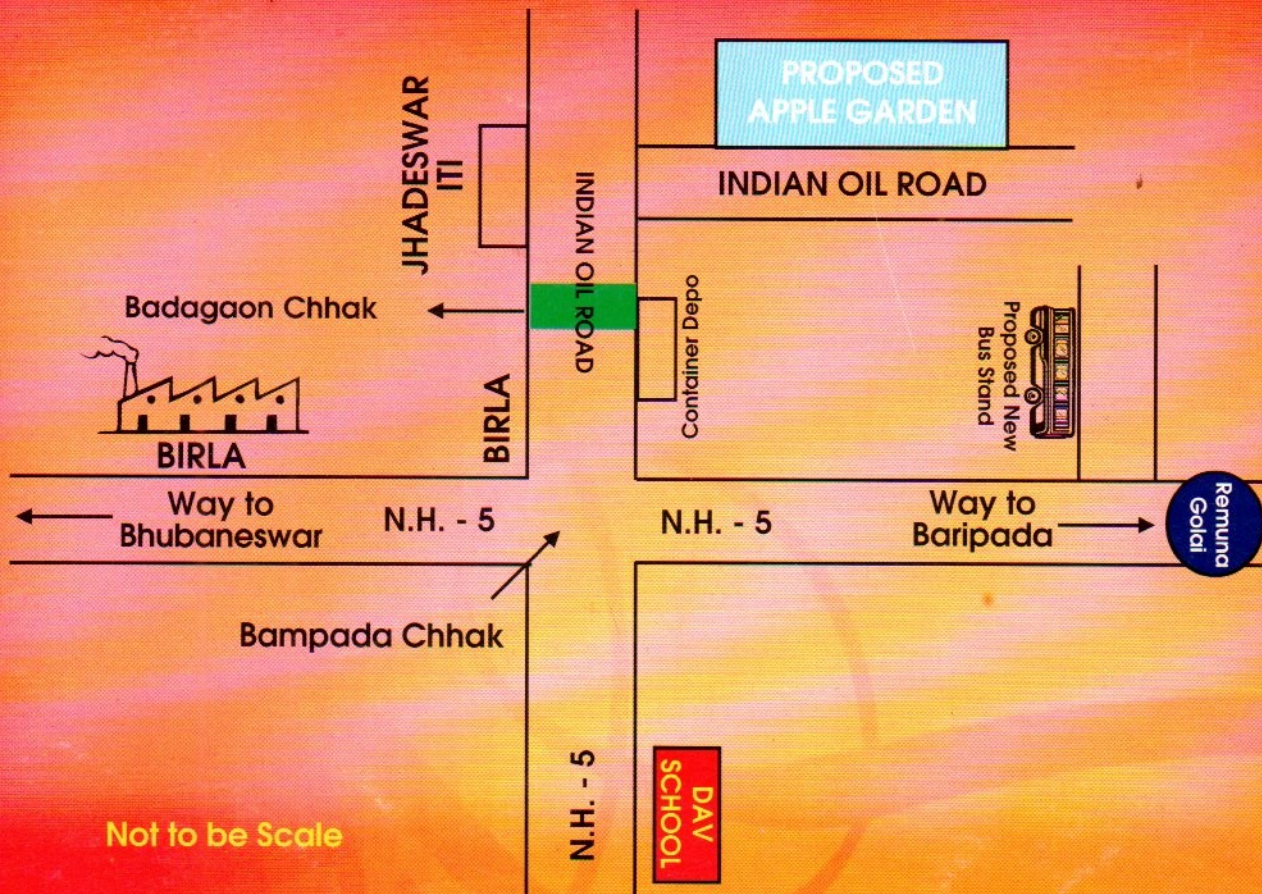 PROPOSED
APPLE GARDEN
INDIAN OIL ROAD
JHADESWAR
ITI
INDIAN OIL ROAD
Badagaon Chhak
Container Depo
Proposed New
Bus Stand
BIRLA
BIRLA
Way to
Bhubaneswar
N.H. - 5
N.H. - 5
Way to
Baripada
Remuna
Golai
Bampada Chhak
N.H. - 5
DAV
SCHOOL
Not to be Scale